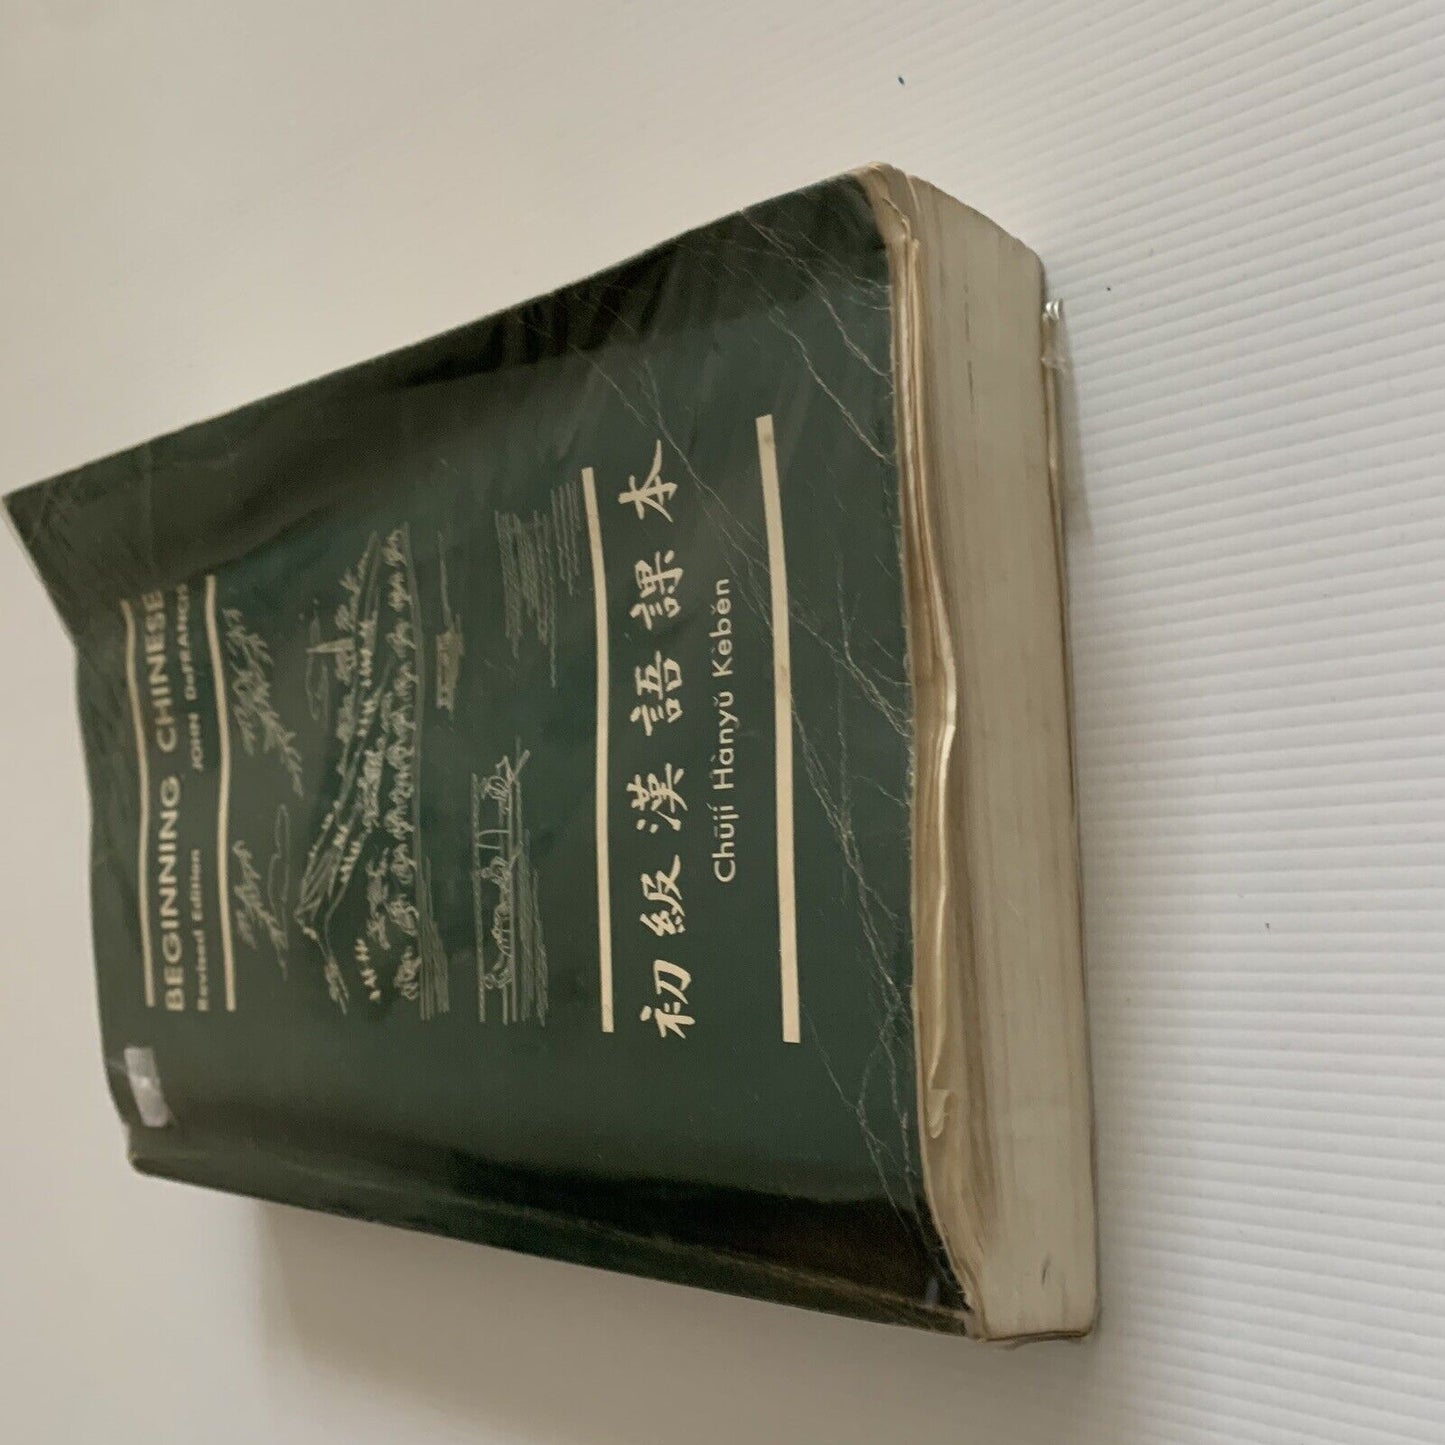 BEGINNING CHINESE
Revised Edition JOHN DeFRANCIS
初級漢語課本
Chūjí Hànyǔ Kèběn